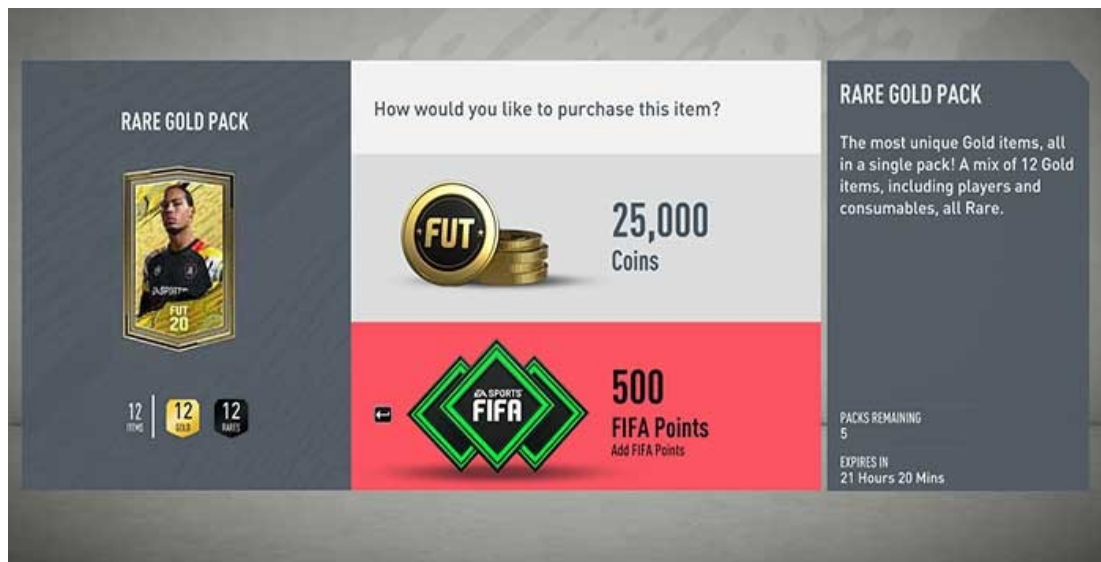 RARE GOLD PACK
FUT
20
12
ITEMS
12
GOLD
12
RARES
How would you like to purchase this item?
FUT
25,000
Coins
EA SPORTS
FIFA
500
FIFA Points
Add FIFA Points
RARE GOLD PACK
The most unique Gold items, all
in a single pack! A mix of 12 Gold
items, including players and
consumables, all Rare.
PACKS REMAINING
5
EXPIRES IN
21 Hours 20 Mins